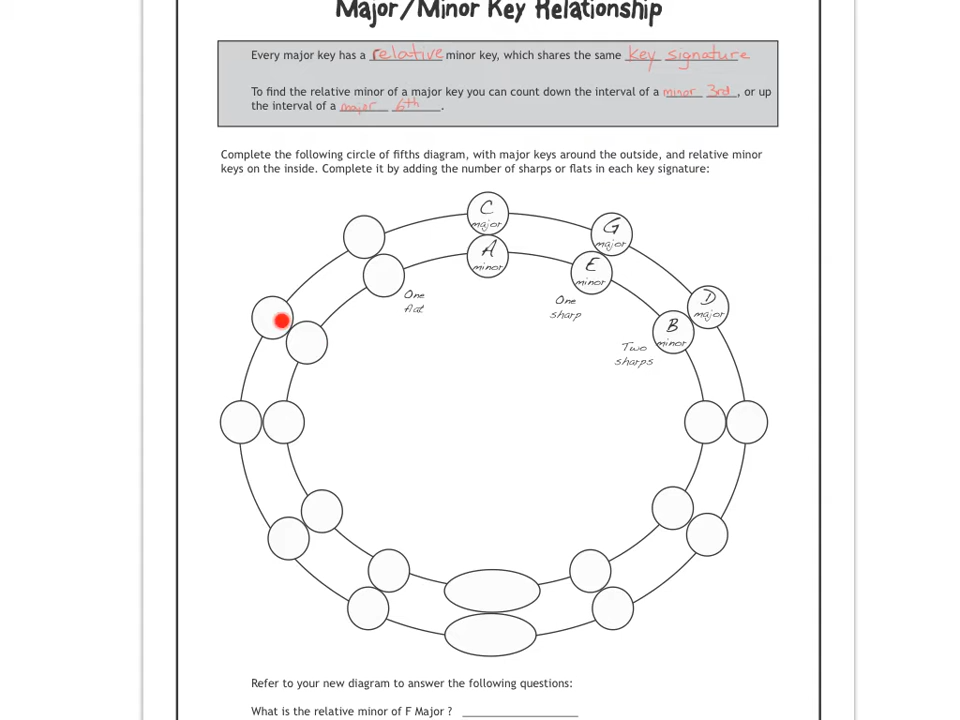 Major/Minor Key Relationship
Every major key has a relative minor key, which shares the same key signature
To find the relative minor of a major key you can count down the interval of a minor 3rd, or up
the interval of a major 6th.
Complete the following circle of fifths diagram, with major keys around the outside, and relative minor
keys on the inside. Complete it by adding the number of sharps or flats in each key signature:
C
major
A
minor
G
major
E
minor
One
flat
One
sharp
D
major
B
minor
Two
sharps
Refer to your new diagram to answer the following questions:
What is the relative minor of F Major ?